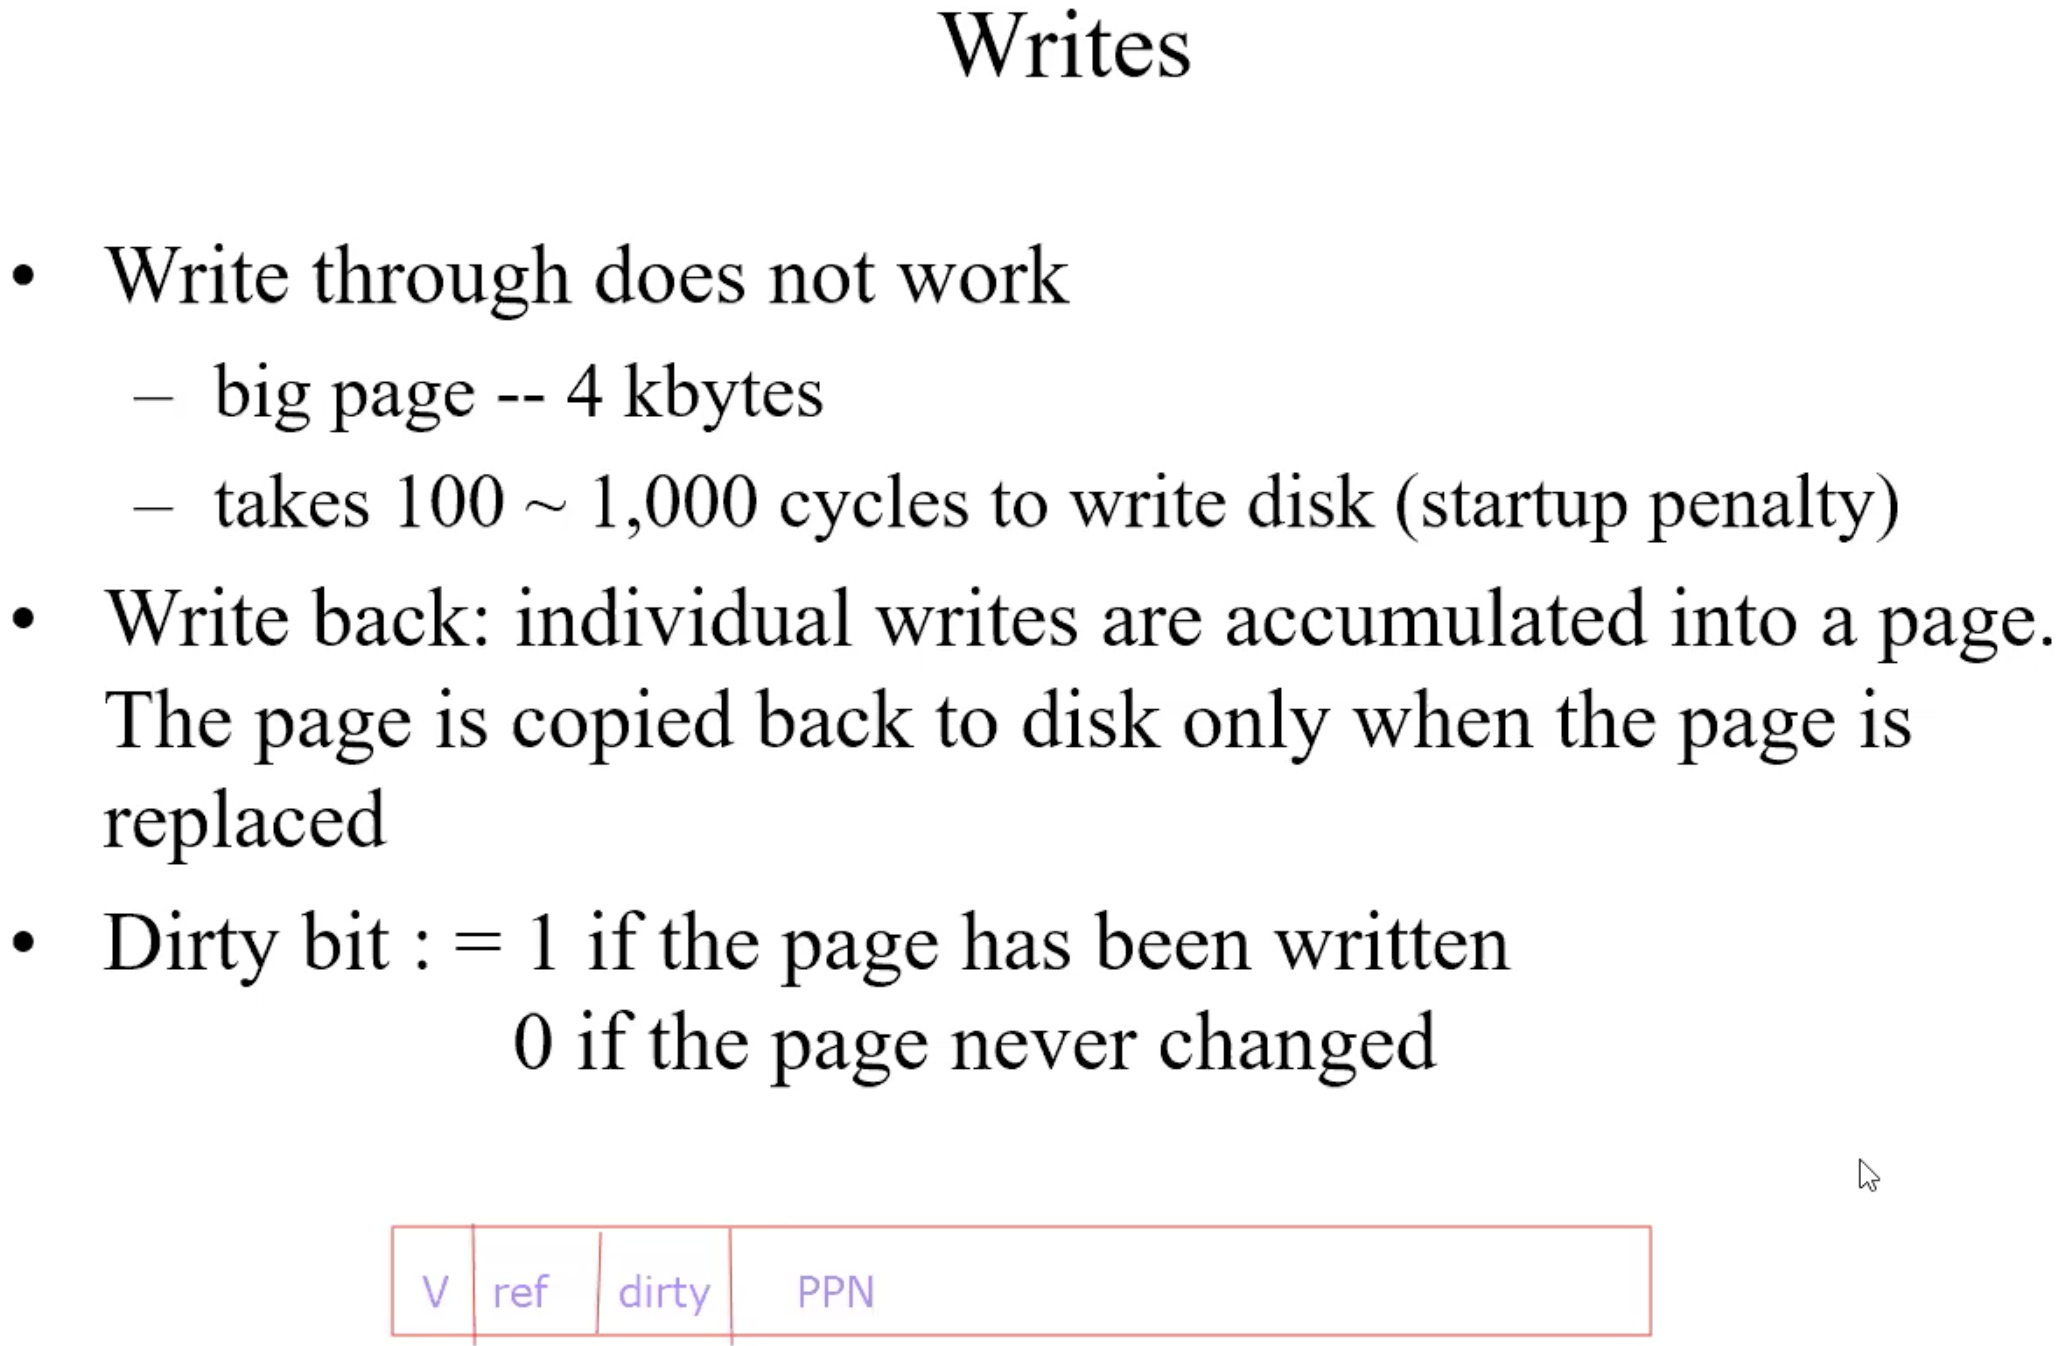 Writes
• Write through does not work
– big page -- 4 kbytes
– takes 100 ~ 1,000 cycles to write disk (startup penalty)
• Write back: individual writes are accumulated into a page.
The page is copied back to disk only when the page is
replaced
• Dirty bit : = 1 if the page has been written
0 if the page never changed
V ref dirty PPN